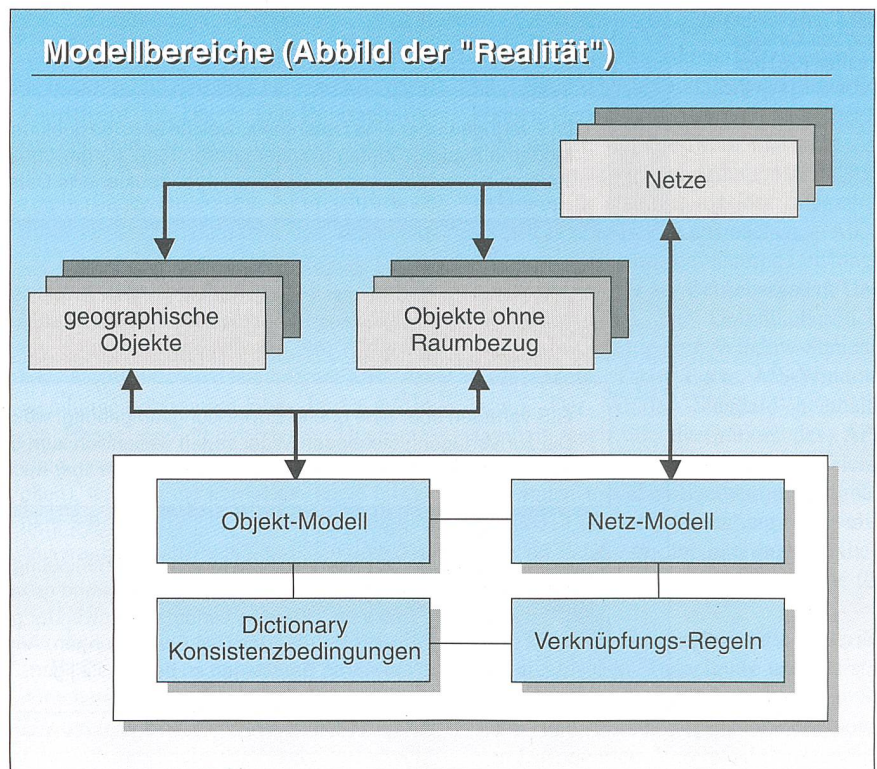 Modellbereiche (Abbild der "Realität")
Netze
geographische
Objekte
Objekte ohne
Raumbezug
Objekt-Modell
Netz-Modell
Dictionary
Konsistenzbedingungen
Verknüpfungs-Regeln